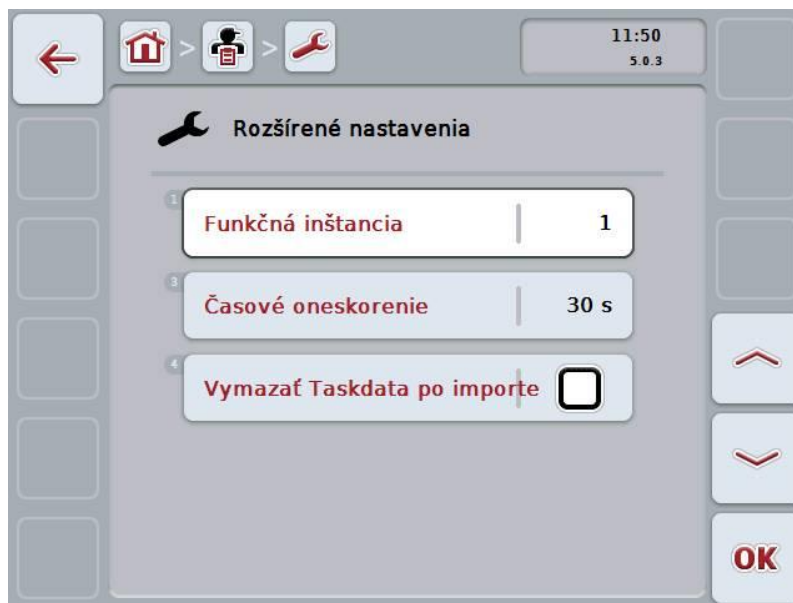 11:50
5.0.3
Rozšírené nastavenia
1
Funkčná inštancia 1
3
Časové oneskorenie 30 s
4
Vymazať Taskdata po importe
OK